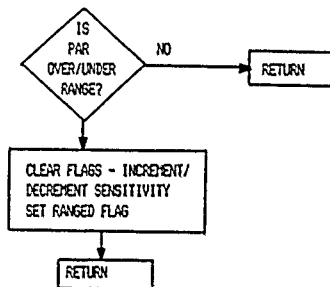 IS
PAR
OVER/UNDER
RANGE?
NO
RETURN
CLEAR FLAGS - INCREMENT/
DECREMENT SENSITIVITY
SET RANGED FLAG
RETURN